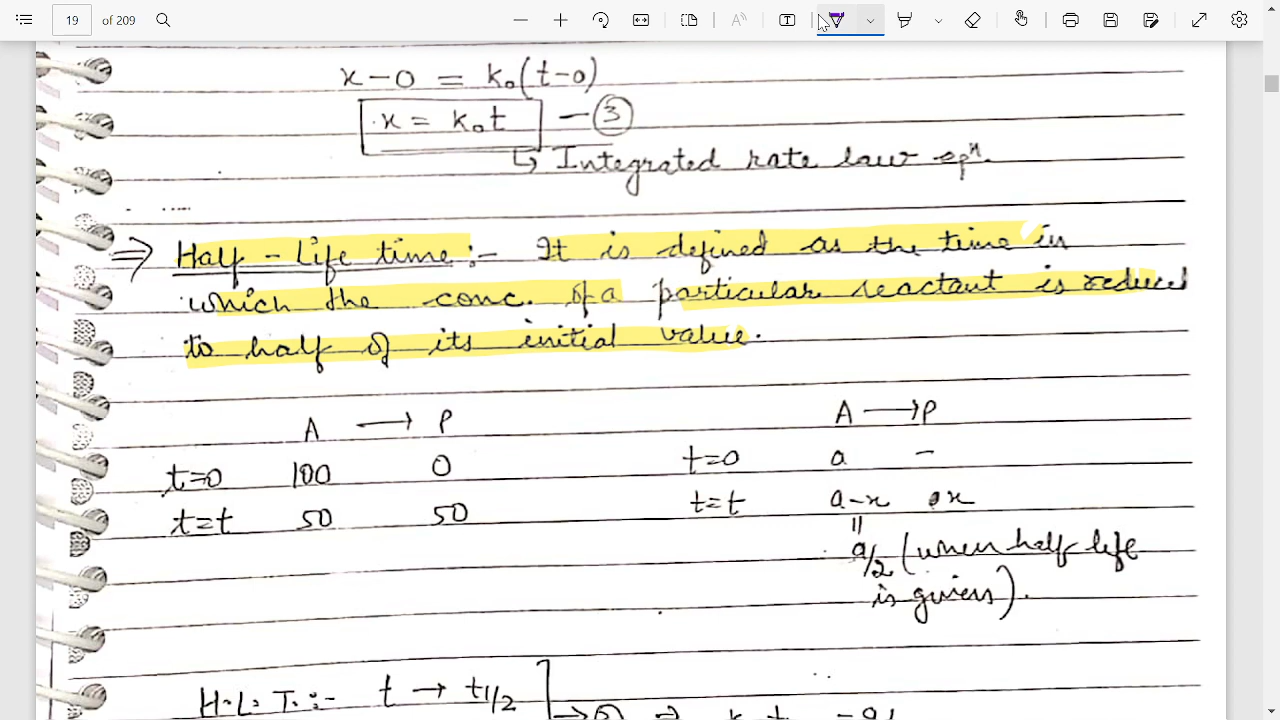 19 of 209
x-0 = k₀(t-0)
x = k₀t — ③
↳ Integrated rate law eqⁿ.
⇒ Half-Life time:- It is defined as the time in
which the conc. of a particular reactant is reduced
to half of its initial value.
A → P
t=0 100 0
t=t 50 50
A → P
t=0 a -
t=t a-x x
||
a/2 (when half life
is given).
H.L.T.:- t → t1/2